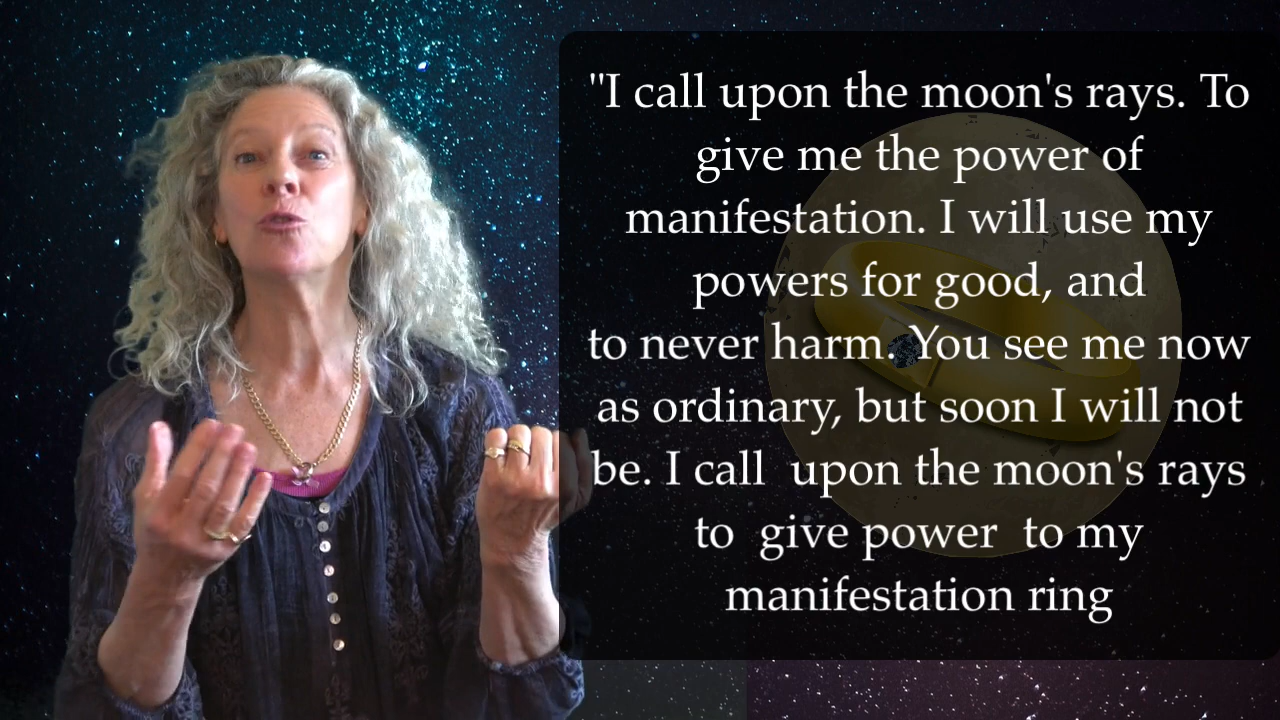 "I call upon the moon's rays. To
give me the power of
manifestation. I will use my
powers for good, and
to never harm. You see me now
as ordinary, but soon I will not
be. I call  upon the moon's rays
to  give power  to my
manifestation ring